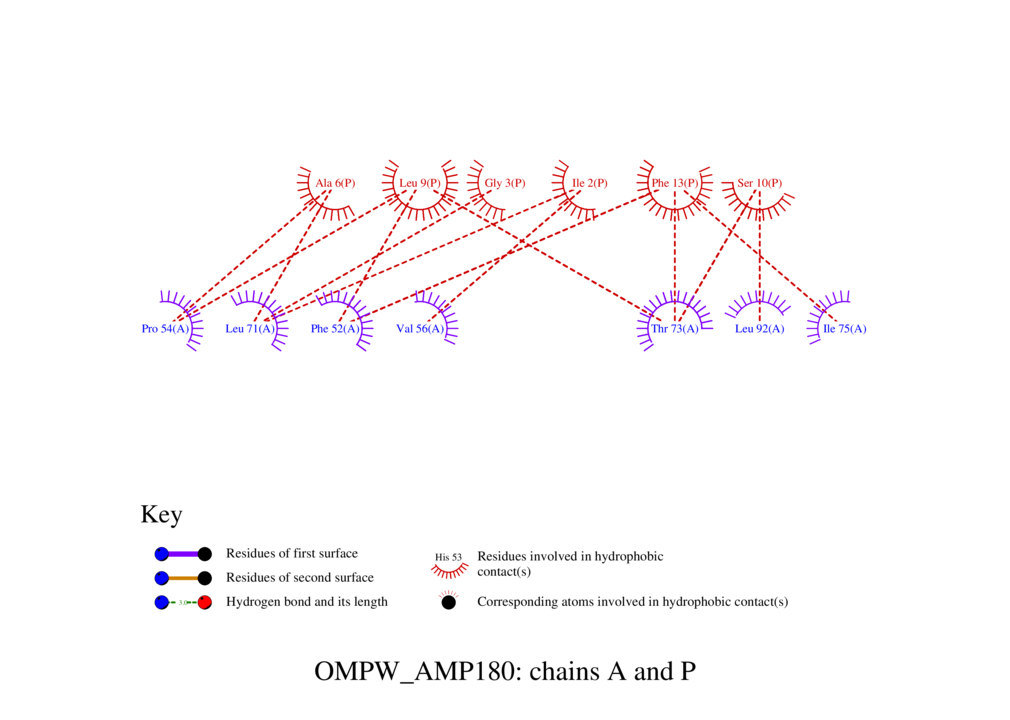 Ala 6(P) Leu 9(P) Gly 3(P) Ile 2(P) Phe 13(P) Ser 10(P)
Pro 54(A) Leu 71(A) Phe 52(A) Val 56(A) Thr 73(A) Leu 92(A) Ile 75(A)
Key
Residues of first surface
Residues of second surface
3.0
Hydrogen bond and its length
His 53
Residues involved in hydrophobic
contact(s)
Corresponding atoms involved in hydrophobic contact(s)
OMPW_AMP180: chains A and P